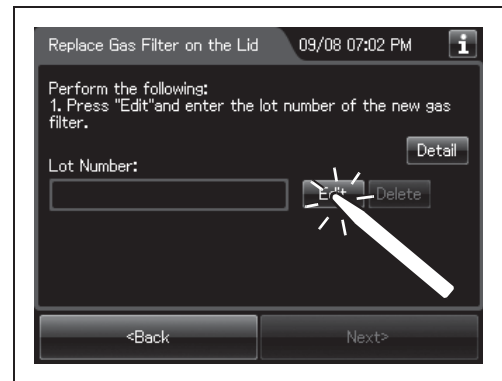 Replace Gas Filter on the Lid 09/08 07:02 PM i
Perform the following:
1. Press "Edit"and enter the lot number of the new gas
filter.
Detail
Lot Number:
Edit Delete
<Back Next>